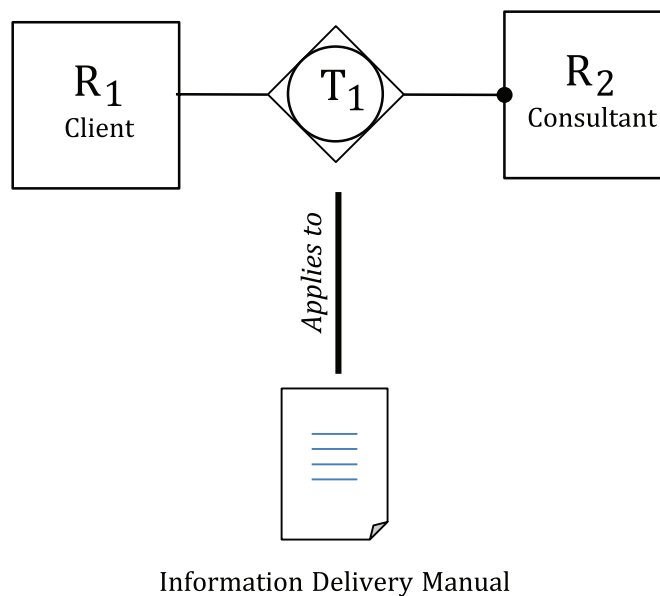 R₁
Client
T₁
R₂
Consultant
Applies to
Information Delivery Manual